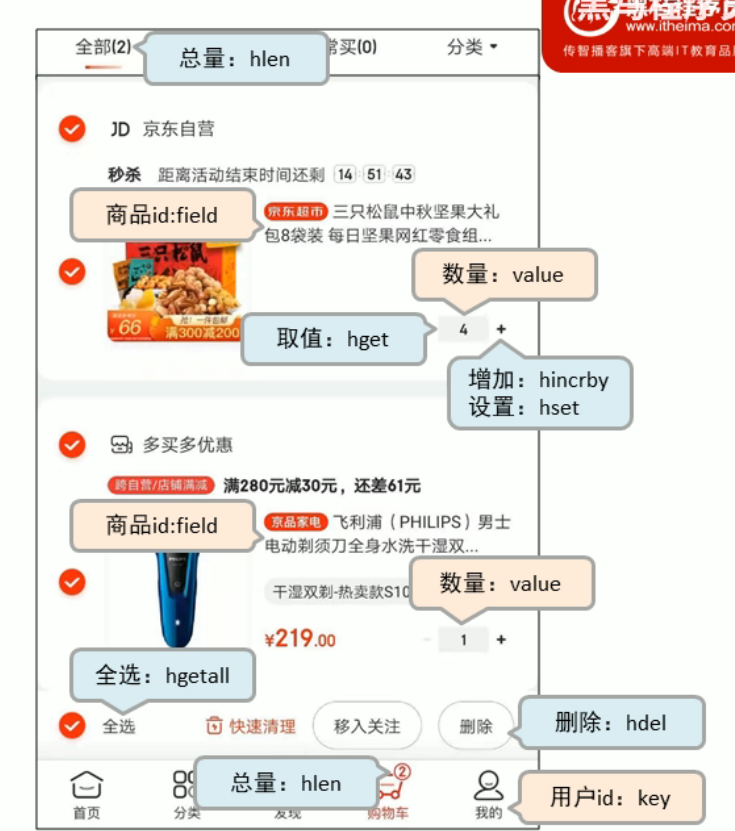 www.itheima.com
传智播客旗下高端IT教育品牌
全部(2)
总量：hlen
常买(0)
分类
JD 京东自营
秒杀 距离活动结束时间还剩 14:51:43
商品id:field
京东超市 三只松鼠中秋坚果大礼
包8袋装 每日坚果网红零食组...
数量：value
三只松鼠
¥66
抢！一件包邮
满300减200
取值：hget
4 +
增加：hincrby
设置：hset
多买多优惠
跨自营/店铺满减 满280元减30元，还差61元
商品id:field
京品家电 飞利浦（PHILIPS）男士
电动剃须刀全身水洗干湿双...
数量：value
干湿双剃-热卖款S10
¥219.00
- 1 +
全选：hgetall
全选
快速清理
移入关注
删除
删除：hdel
总量：hlen
2
用户id：key
首页
分类
发现
购物车
我的